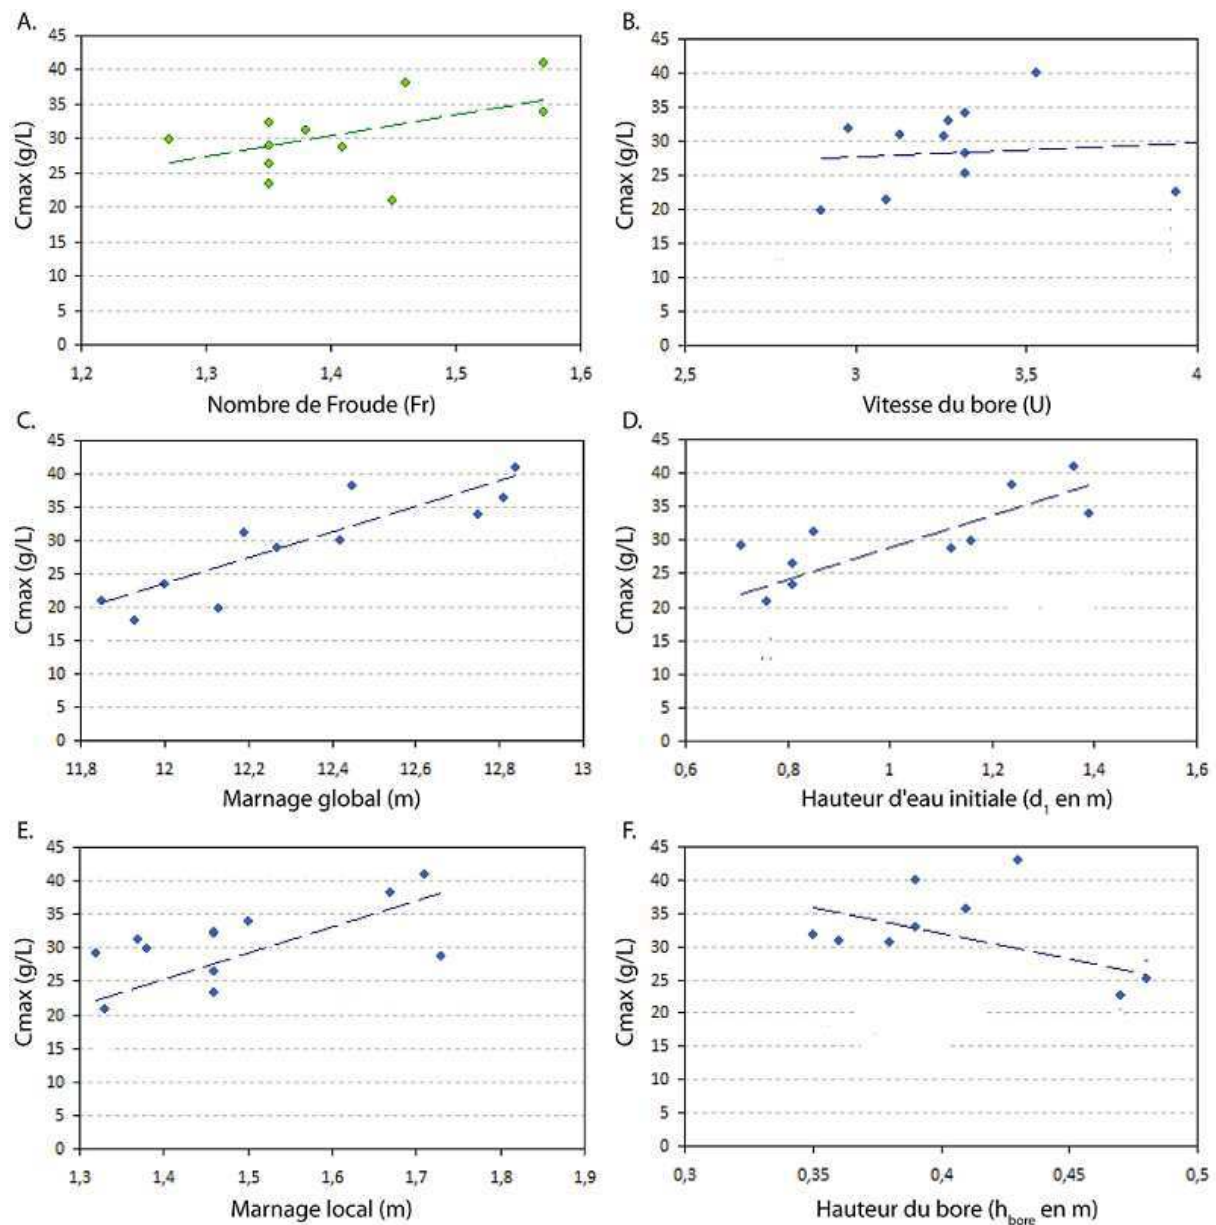 A.
Cmax (g/L)
45
40
35
30
25
20
15
10
5
0
1,2 1,3 1,4 1,5 1,6
Nombre de Froude (Fr)
B.
Cmax (g/L)
45
40
35
30
25
20
15
10
5
0
2,5 3 3,5 4
Vitesse du bore (U)
C.
Cmax (g/L)
45
40
35
30
25
20
15
10
5
0
11,8 12 12,2 12,4 12,6 12,8 13
Marnage global (m)
D.
Cmax (g/L)
45
40
35
30
25
20
15
10
5
0
0,6 0,8 1 1,2 1,4 1,6
Hauteur d'eau initiale (d₁ en m)
E.
Cmax (g/L)
45
40
35
30
25
20
15
10
5
0
1,3 1,4 1,5 1,6 1,7 1,8 1,9
Marnage local (m)
F.
Cmax (g/L)
45
40
35
30
25
20
15
10
5
0
0,3 0,35 0,4 0,45 0,5
Hauteur du bore (h_bore en m)